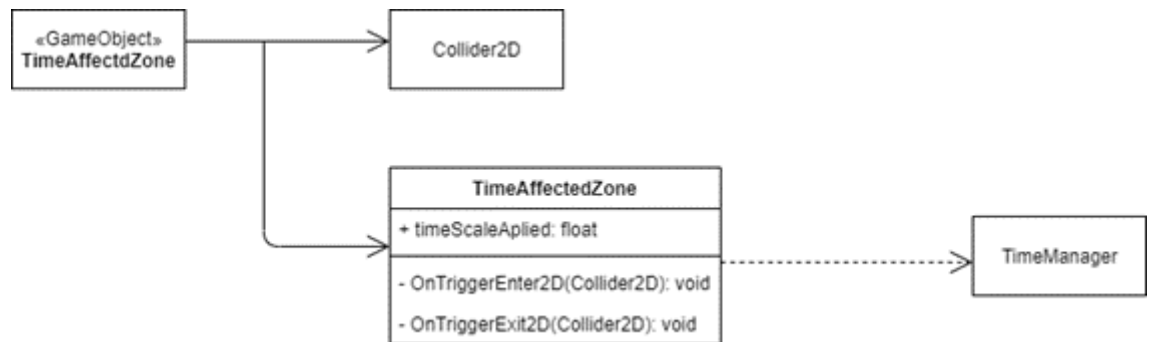 «GameObject»
TimeAffectdZone
Collider2D
TimeAffectedZone
+ timeScaleAplied: float
- OnTriggerEnter2D(Collider2D): void
- OnTriggerExit2D(Collider2D): void
TimeManager